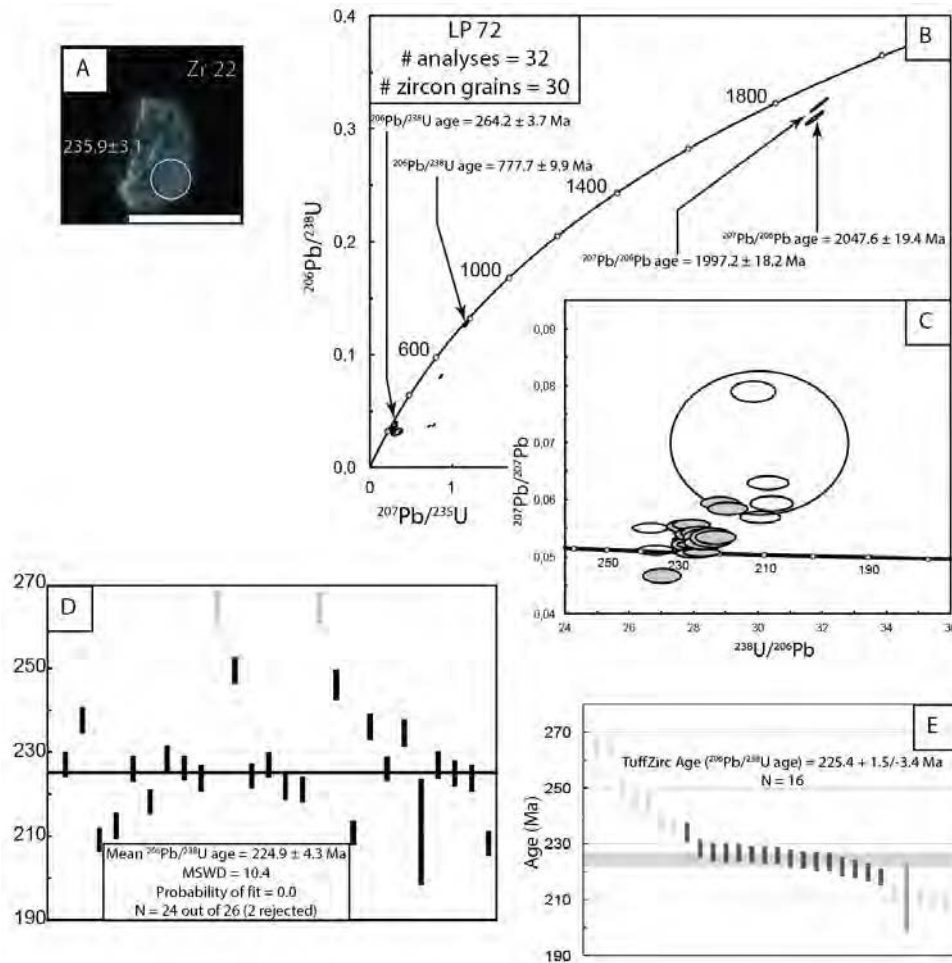 A
Zr 22
235.9±3.1
LP 72
# analyses = 32
# zircon grains = 30
B
0,4
0,3
0,2
0,1
0,0
²⁰⁶Pb/²³⁸U
²⁰⁶Pb/²³⁸U age = 264.2 ± 3.7 Ma
²⁰⁶Pb/²³⁸U age = 777.7 ± 9.9 Ma
600
1000
1400
1800
²⁰⁷Pb/²⁰⁶Pb age = 2047.6 ± 19.4 Ma
²⁰⁷Pb/²⁰⁶Pb age = 1997.2 ± 18.2 Ma
0
1
²⁰⁷Pb/²³⁵U
C
0,09
0,08
0,07
0,06
0,05
0,04
²⁰⁷Pb/²⁰⁷Pb
250
230
210
190
24
26
28
30
32
34
36
²³⁸U/²⁰⁶Pb
D
270
250
230
210
190
Mean ²⁰⁶Pb/²³⁸U age = 224.9 ± 4.3 Ma
MSWD = 10.4
Probability of fit = 0.0
N = 24 out of 26 (2 rejected)
E
TuffZirc Age (²⁰⁶Pb/²³⁸U age) = 225.4 + 1.5/-3.4 Ma
N = 16
270
250
230
210
190
Age (Ma)